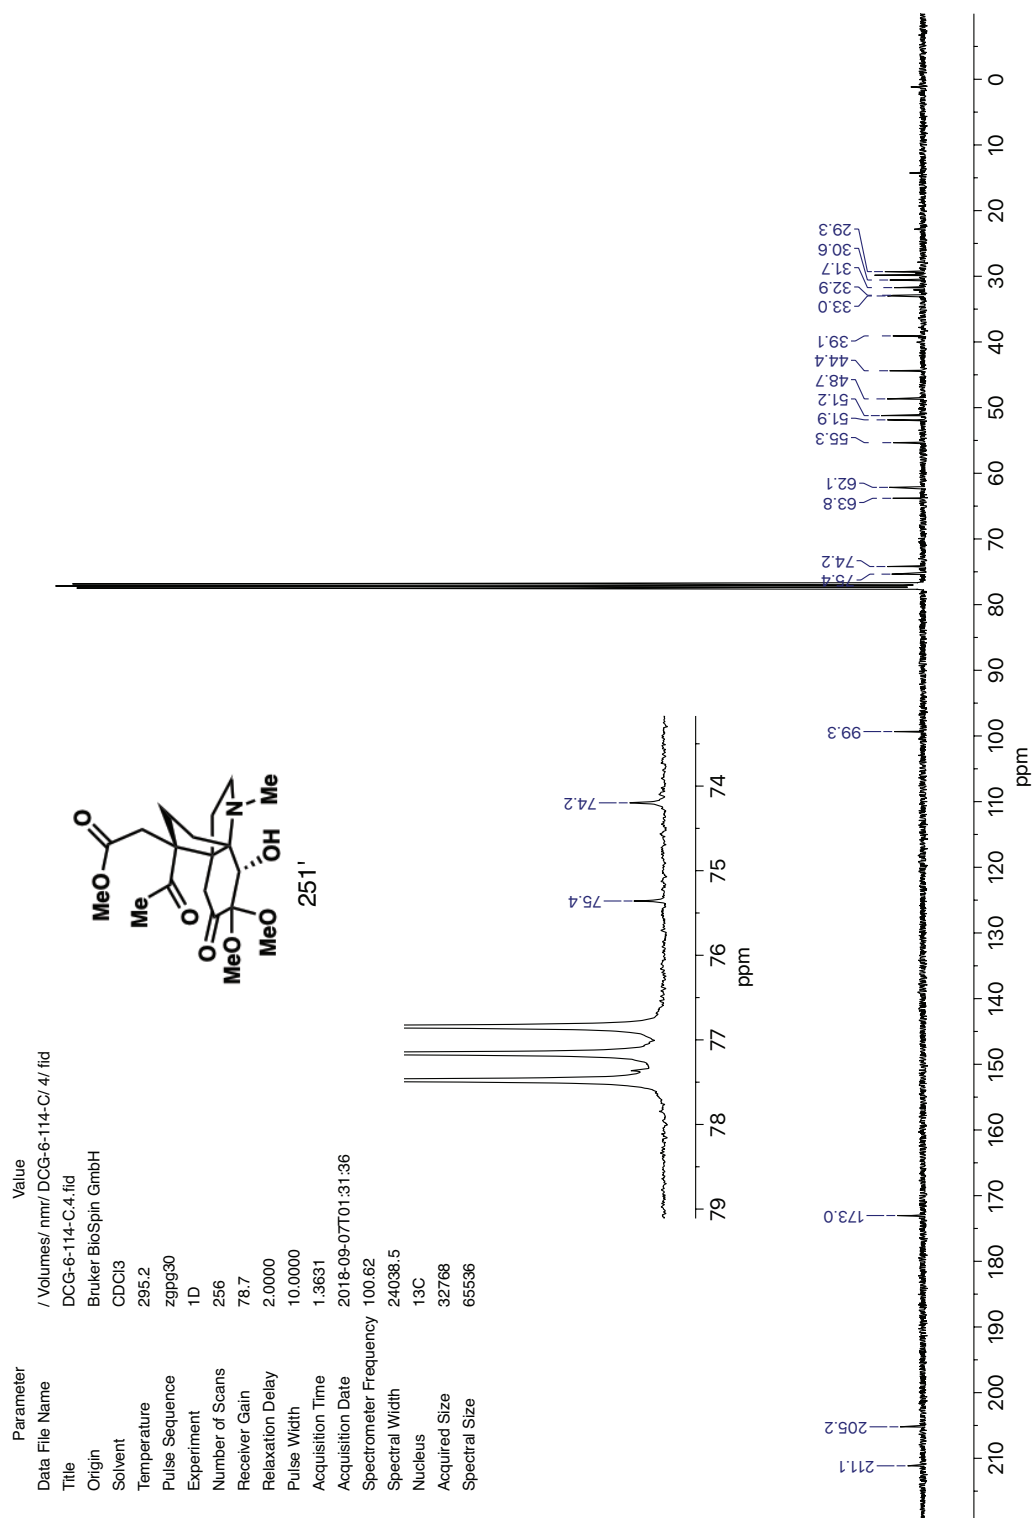 Parameter Value
Data File Name / Volumes/ nmr/ DCG-6-114-C/ 4/ fid
Title DCG-6-114-C.4.fid
Origin Bruker BioSpin GmbH
Solvent CDCl3
Temperature 295.2
Pulse Sequence zgpg30
Experiment 1D
Number of Scans 256
Receiver Gain 78.7
Relaxation Delay 2.0000
Pulse Width 10.0000
Acquisition Time 1.3631
Acquisition Date 2018-09-07T01:31:36
Spectrometer Frequency 100.62
Spectral Width 24038.5
Nucleus 13C
Acquired Size 32768
Spectral Size 65536
O
MeO
Me
O
O
MeO
MeO
OH
N
Me
251'
75.4
74.2
79 78 77 76 75 74
ppm
211.1
205.2
173.0
99.3
75.4
74.2
63.8
62.1
55.3
51.9
51.2
48.7
44.4
39.1
33.0
32.9
31.7
30.6
29.3
210 200 190 180 170 160 150 140 130 120 110 100 90 80 70 60 50 40 30 20 10 0
ppm